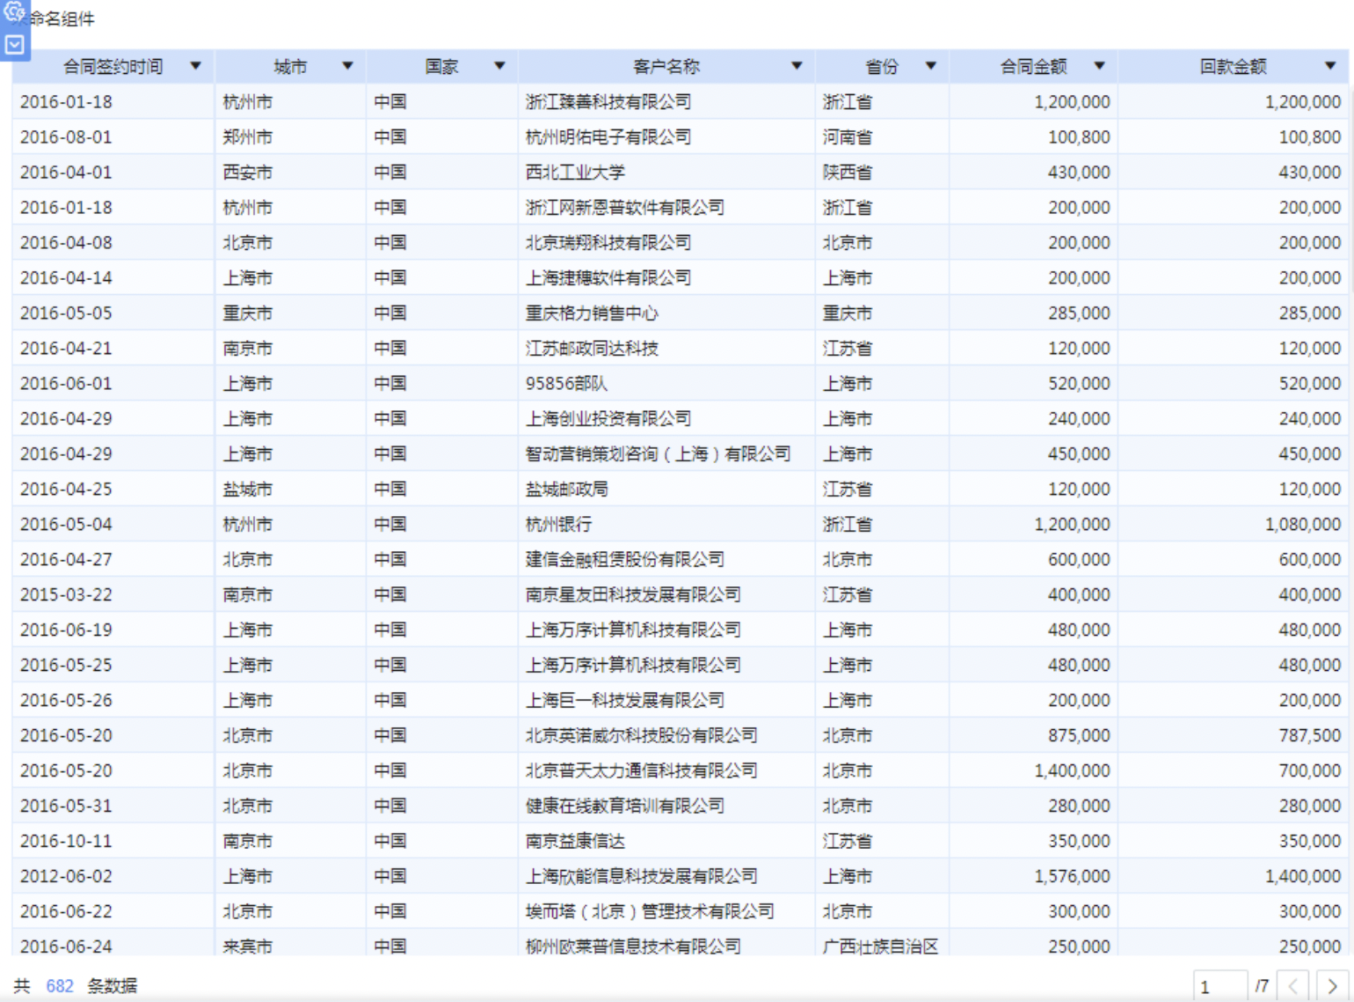 命名组件
合同签约时间 城市 国家 客户名称 省份 合同金额 回款金额
2016-01-18 杭州市 中国 浙江臻善科技有限公司 浙江省 1,200,000 1,200,000
2016-08-01 郑州市 中国 杭州明佑电子有限公司 河南省 100,800 100,800
2016-04-01 西安市 中国 西北工业大学 陕西省 430,000 430,000
2016-01-18 杭州市 中国 浙江网新恩普软件有限公司 浙江省 200,000 200,000
2016-04-08 北京市 中国 北京瑞翔科技有限公司 北京市 200,000 200,000
2016-04-14 上海市 中国 上海捷穗软件有限公司 上海市 200,000 200,000
2016-05-05 重庆市 中国 重庆格力销售中心 重庆市 285,000 285,000
2016-04-21 南京市 中国 江苏邮政同达科技 江苏省 120,000 120,000
2016-06-01 上海市 中国 95856部队 上海市 520,000 520,000
2016-04-29 上海市 中国 上海创业投资有限公司 上海市 240,000 240,000
2016-04-29 上海市 中国 智动营销策划咨询（上海）有限公司 上海市 450,000 450,000
2016-04-25 盐城市 中国 盐城邮政局 江苏省 120,000 120,000
2016-05-04 杭州市 中国 杭州银行 浙江省 1,200,000 1,080,000
2016-04-27 北京市 中国 建信金融租赁股份有限公司 北京市 600,000 600,000
2015-03-22 南京市 中国 南京星友田科技发展有限公司 江苏省 400,000 400,000
2016-06-19 上海市 中国 上海万序计算机科技有限公司 上海市 480,000 480,000
2016-05-25 上海市 中国 上海万序计算机科技有限公司 上海市 480,000 480,000
2016-05-26 上海市 中国 上海巨一科技发展有限公司 上海市 200,000 200,000
2016-05-20 北京市 中国 北京英诺威尔科技股份有限公司 北京市 875,000 787,500
2016-05-20 北京市 中国 北京普天太力通信科技有限公司 北京市 1,400,000 700,000
2016-05-31 北京市 中国 健康在线教育培训有限公司 北京市 280,000 280,000
2016-10-11 南京市 中国 南京益康信达 江苏省 350,000 350,000
2012-06-02 上海市 中国 上海欣能信息科技发展有限公司 上海市 1,576,000 1,400,000
2016-06-22 北京市 中国 埃而塔（北京）管理技术有限公司 北京市 300,000 300,000
2016-06-24 来宾市 中国 柳州欧莱普信息技术有限公司 广西壮族自治区 250,000 250,000
共 682 条数据 1 /7